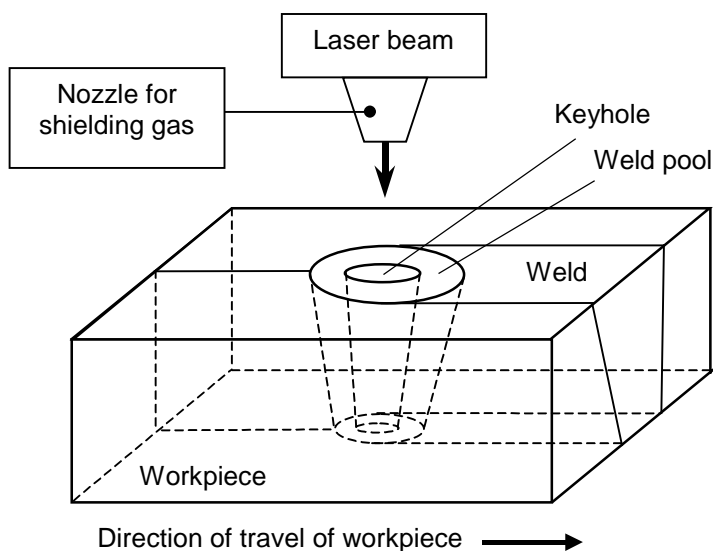 Laser beam
Nozzle for
shielding gas
Keyhole
Weld pool
Weld
Workpiece
Direction of travel of workpiece